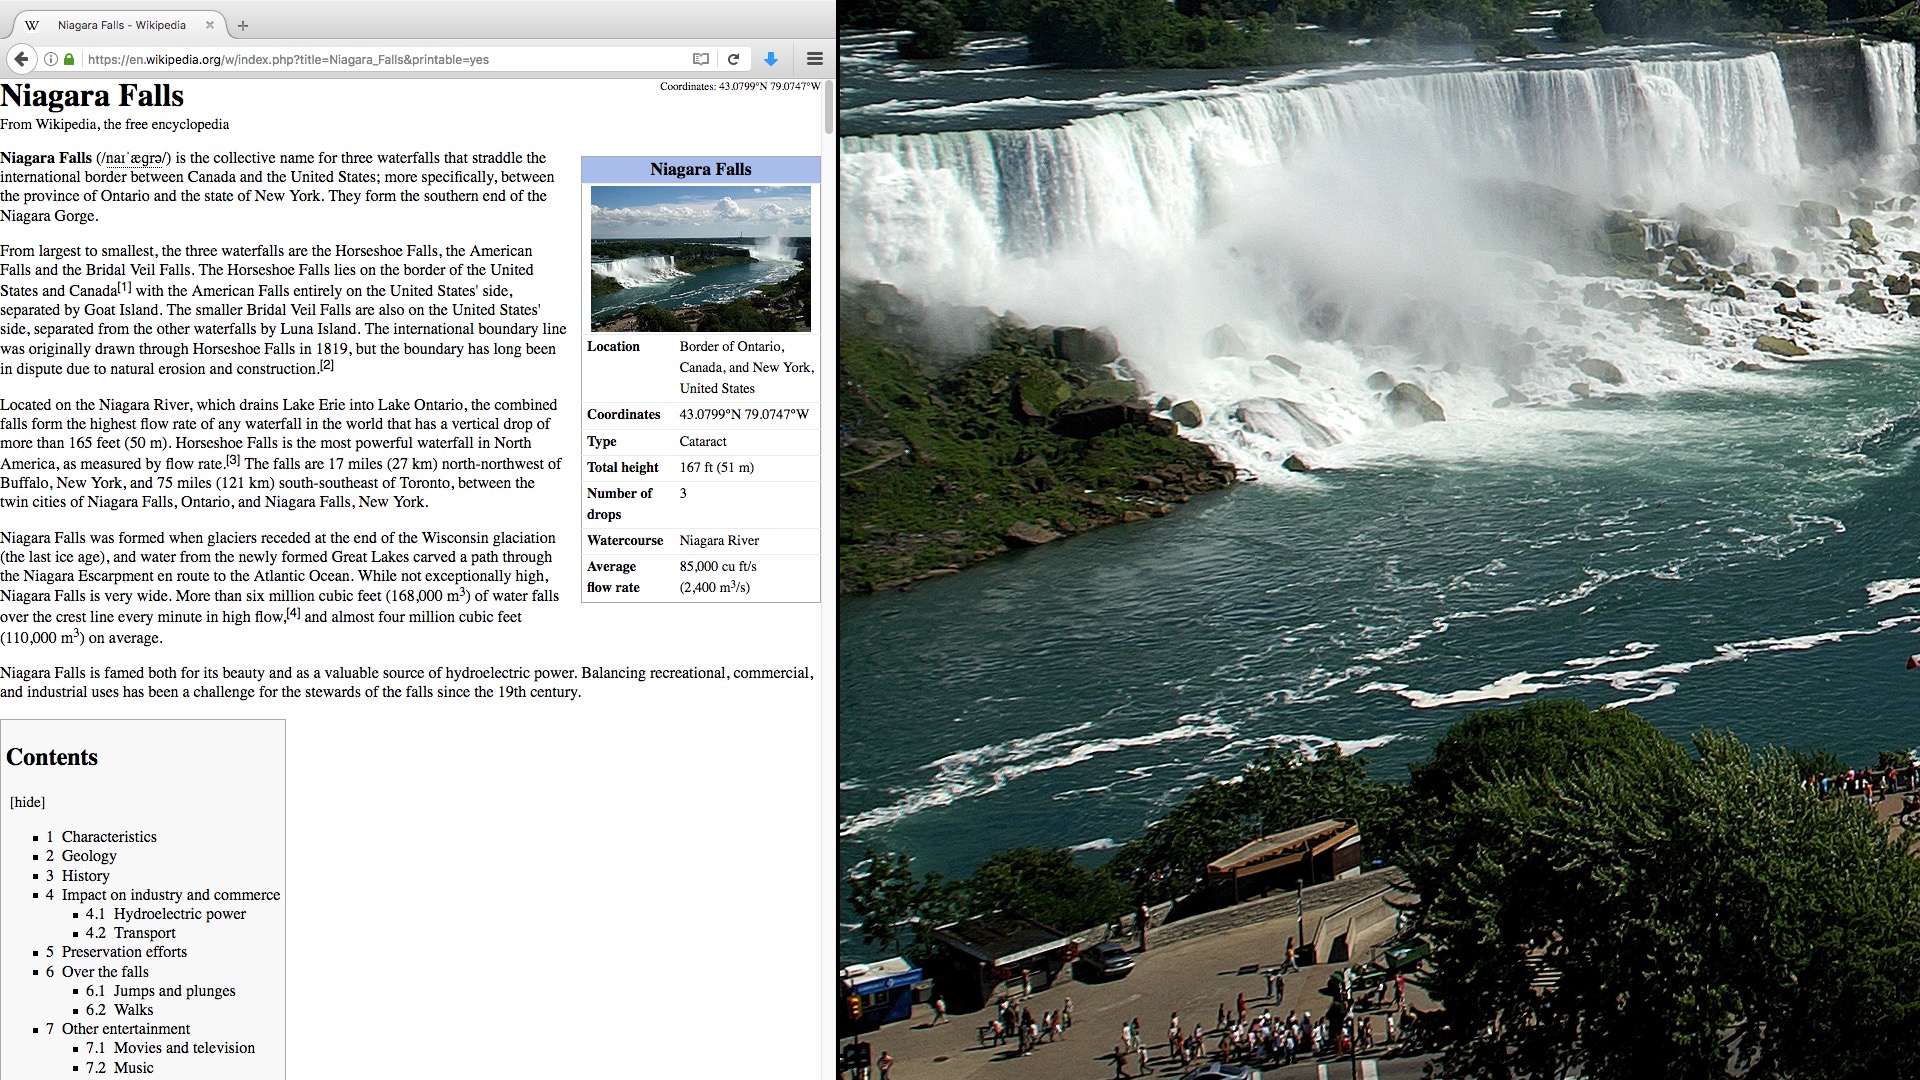 Niagara Falls - Wikipedia
https://en.wikipedia.org/w/index.php?title=Niagara_Falls&printable=yes
Coordinates: 43.0799°N 79.0747°W
Niagara Falls
From Wikipedia, the free encyclopedia
Niagara Falls (/naɪˈæɡrə/) is the collective name for three waterfalls that straddle the
international border between Canada and the United States; more specifically, between
the province of Ontario and the state of New York. They form the southern end of the
Niagara Gorge.
From largest to smallest, the three waterfalls are the Horseshoe Falls, the American
Falls and the Bridal Veil Falls. The Horseshoe Falls lies on the border of the United
States and Canada[1] with the American Falls entirely on the United States' side,
separated by Goat Island. The smaller Bridal Veil Falls are also on the United States'
side, separated from the other waterfalls by Luna Island. The international boundary line
was originally drawn through Horseshoe Falls in 1819, but the boundary has long been
in dispute due to natural erosion and construction.[2]
Located on the Niagara River, which drains Lake Erie into Lake Ontario, the combined
falls form the highest flow rate of any waterfall in the world that has a vertical drop of
more than 165 feet (50 m). Horseshoe Falls is the most powerful waterfall in North
America, as measured by flow rate.[3] The falls are 17 miles (27 km) north-northwest of
Buffalo, New York, and 75 miles (121 km) south-southeast of Toronto, between the
twin cities of Niagara Falls, Ontario, and Niagara Falls, New York.
Niagara Falls was formed when glaciers receded at the end of the Wisconsin glaciation
(the last ice age), and water from the newly formed Great Lakes carved a path through
the Niagara Escarpment en route to the Atlantic Ocean. While not exceptionally high,
Niagara Falls is very wide. More than six million cubic feet (168,000 m³) of water falls
over the crest line every minute in high flow,[4] and almost four million cubic feet
(110,000 m³) on average.
Niagara Falls is famed both for its beauty and as a valuable source of hydroelectric power. Balancing recreational, commercial,
and industrial uses has been a challenge for the stewards of the falls since the 19th century.
Niagara Falls
Location Border of Ontario,
Canada, and New York,
United States
Coordinates 43.0799°N 79.0747°W
Type Cataract
Total height 167 ft (51 m)
Number of 3
drops
Watercourse Niagara River
Average 85,000 cu ft/s
flow rate (2,400 m³/s)
Contents
[hide]
1 Characteristics
2 Geology
3 History
4 Impact on industry and commerce
4.1 Hydroelectric power
4.2 Transport
5 Preservation efforts
6 Over the falls
6.1 Jumps and plunges
6.2 Walks
7 Other entertainment
7.1 Movies and television
7.2 Music